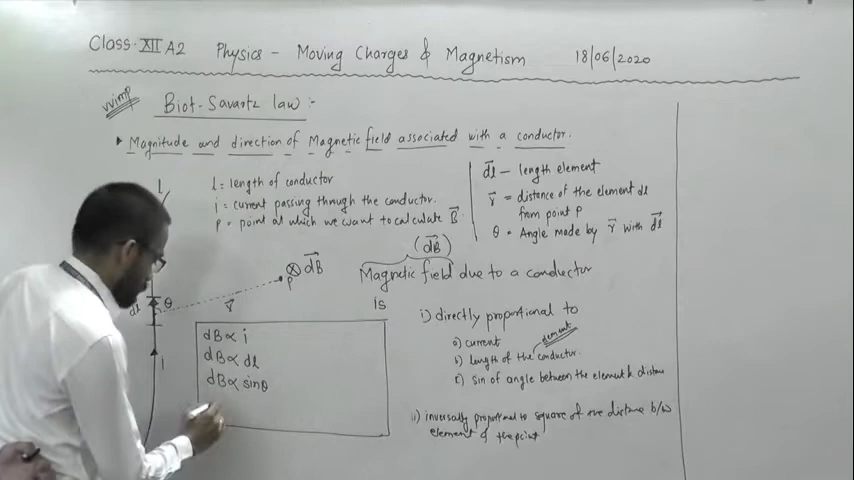 Class-XII A2 Physics - Moving Charges & Magnetism 18/06/2020
vvimp
Biot-Savartz law :-
Magnitude and direction of Magnetic field associated with a conductor.
l = length of conductor
i = current passing through the conductor.
P = point at which we want to calculate B
dl - length element
r = distance of the element dl
from point P
θ = Angle made by r with dl
l
dl
θ
r
P
dB
i
(dB)
Magnetic field due to a conductor
is
dB ∝ i
dB ∝ dl
dB ∝ sinθ
i) directly proportional to
a) current
element
b) length of the conductor.
c) sin of angle between the element &
ii) inversally proportional to square of the distance b/w
element & the point